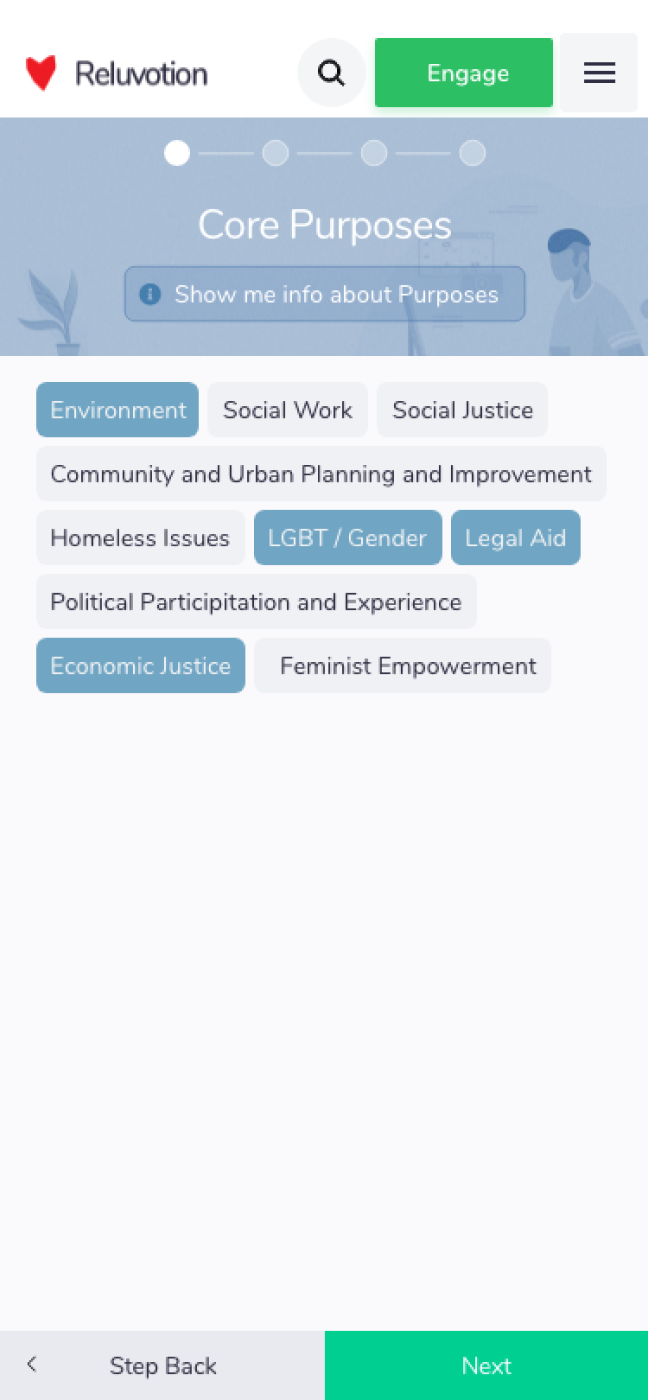 Reluvotion Engage
Core Purposes
Show me info about Purposes
Environment Social Work Social Justice
Community and Urban Planning and Improvement
Homeless Issues LGBT / Gender Legal Aid
Political Participitation and Experience
Economic Justice Feminist Empowerment
Step Back Next